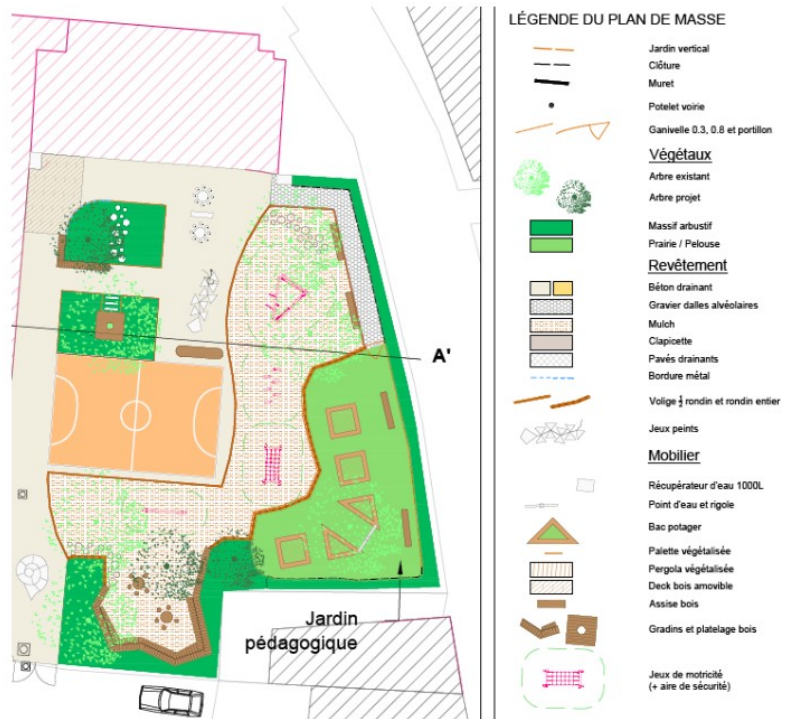 A'
Jardin
pédagogique
LÉGENDE DU PLAN DE MASSE
Jardin vertical
Clôture
Muret
Potelet voirie
Ganivelle 0.3, 0.8 et portillon
Végétaux
Arbre existant
Arbre projet
Massif arbustif
Prairie / Pelouse
Revêtement
Béton drainant
Gravier dalles alvéolaires
Mulch
Clapicette
Pavés drainants
Bordure métal
Volige ½ rondin et rondin entier
Jeux peints
Mobilier
Récupérateur d'eau 1000L
Point d'eau et rigole
Bac potager
Palette végétalisée
Pergola végétalisée
Deck bois amovible
Assise bois
Gradins et platelage bois
Jeux de motricité
(+ aire de sécurité)